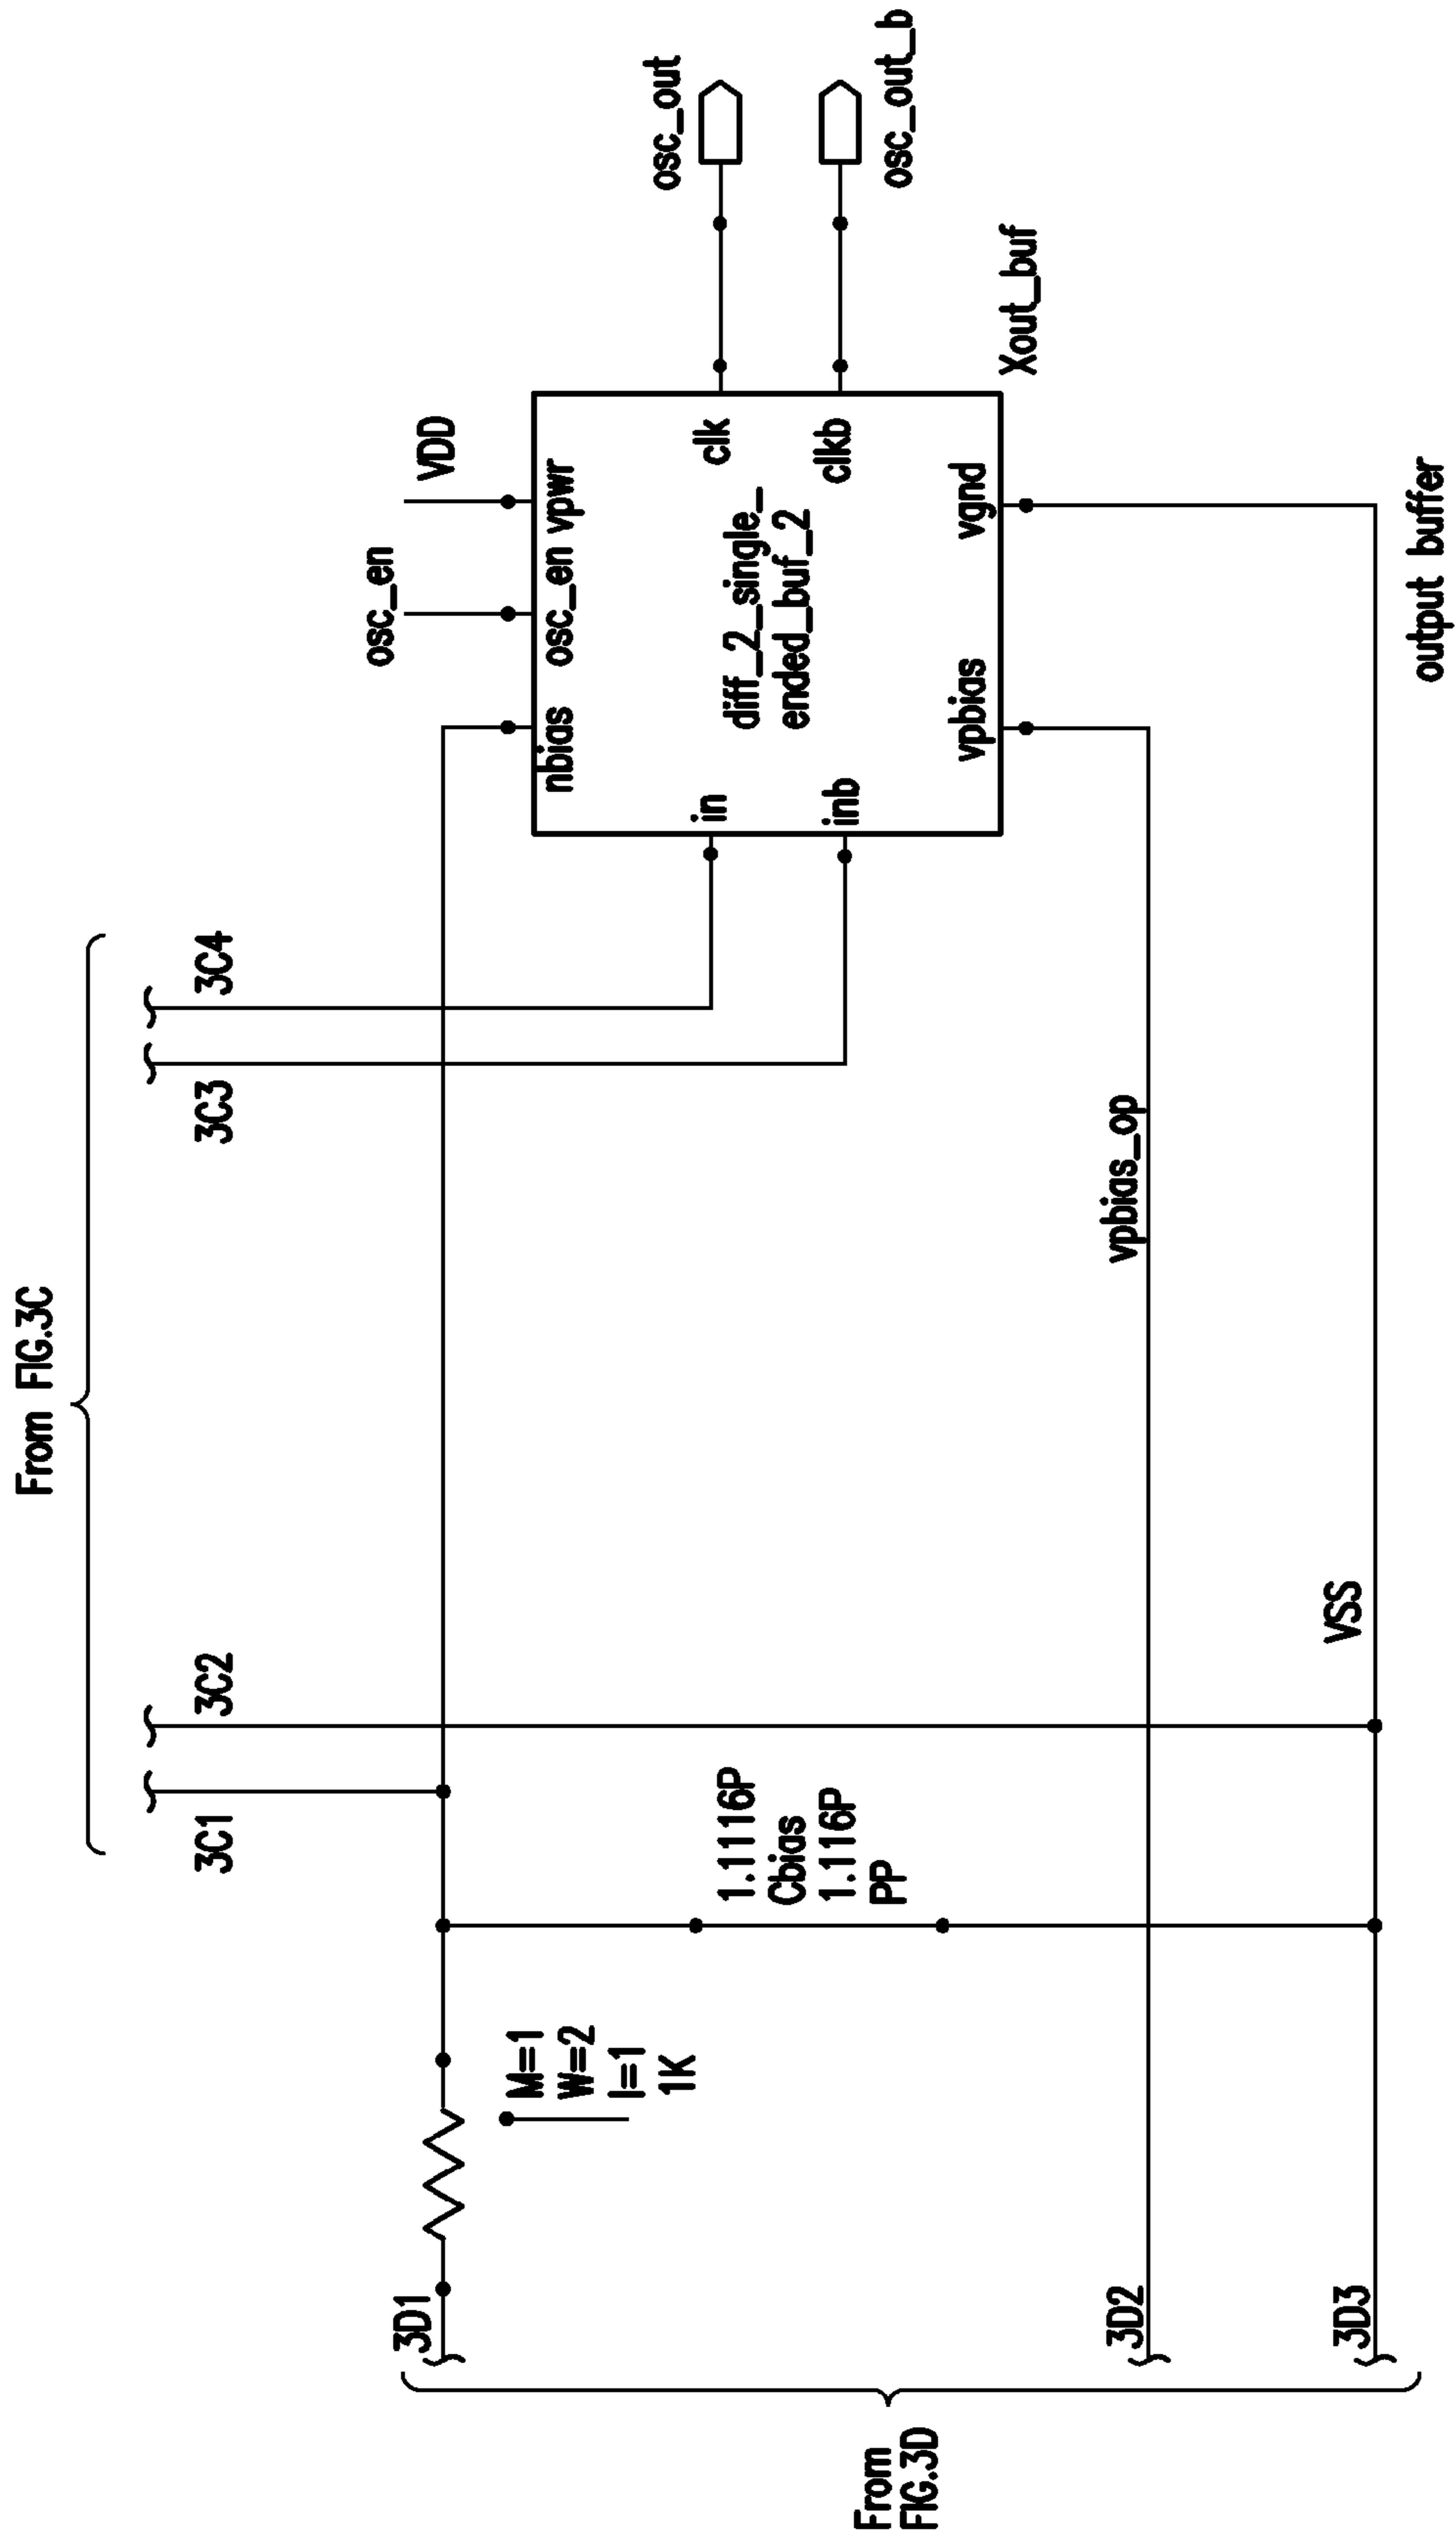 From FIG.3C
3C1
3C2
3C3
3C4
osc_en
VDD
3D1
M=1
W=2
l=1
1K
nbias
osc_en
vpwr
osc_out
in
clk
diff_2_single_
ended_buf_2
1.1116P
Cbias
1.116P
PP
inb
clkb
osc_out_b
vpbias
vgnd
Xout_buf
From
FIG.3D
3D2
vpbias_op
3D3
VSS
output buffer